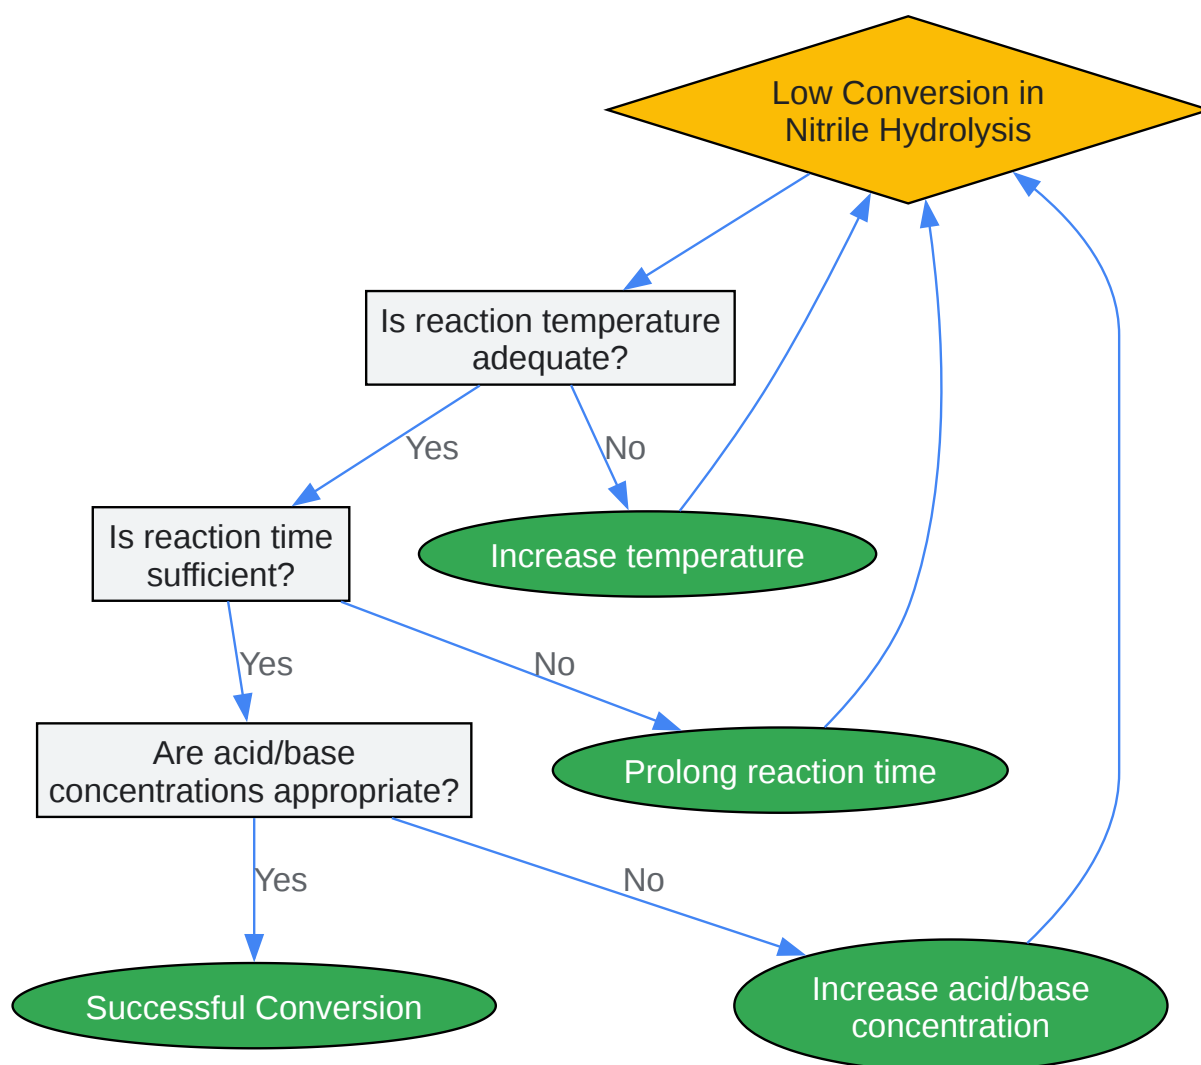 Low Conversion in
Nitrile Hydrolysis
Is reaction temperature
adequate?
Yes
No
Is reaction time
sufficient?
Increase temperature
Yes
No
Are acid/base
concentrations appropriate?
Prolong reaction time
Yes
No
Successful Conversion
Increase acid/base
concentration